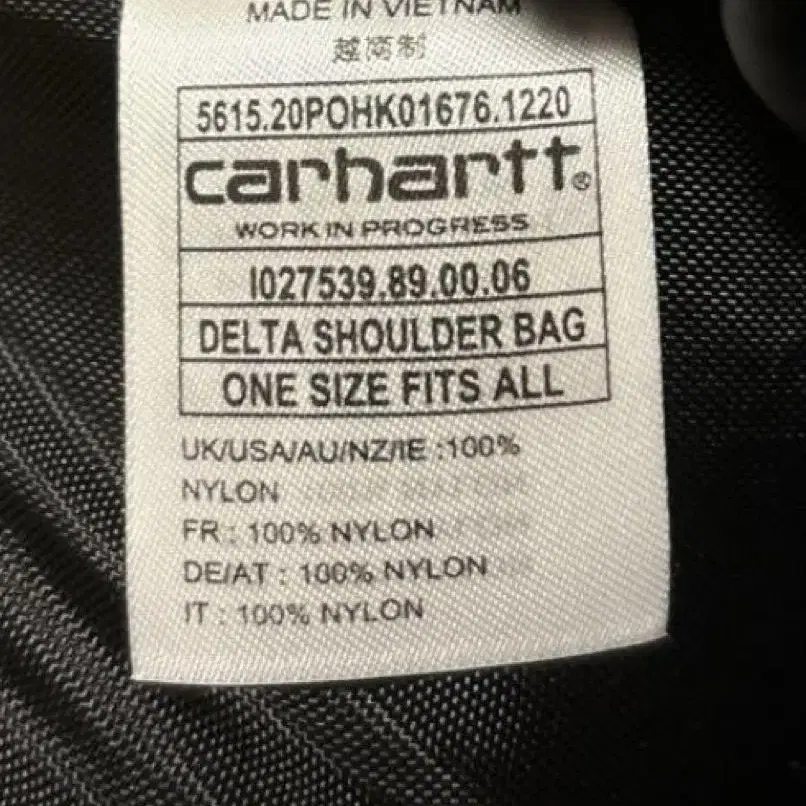 MADE IN VIETNAM
越南制
5615.20POHK01676.1220
carhartt®
WORK IN PROGRESS
I027539.89.00.06
DELTA SHOULDER BAG
ONE SIZE FITS ALL
UK/USA/AU/NZ/IE :100%
NYLON
FR : 100% NYLON
DE/AT : 100% NYLON
IT : 100% NYLON